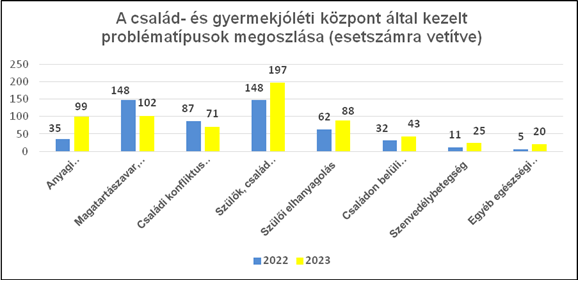 A család- és gyermekjóléti központ által kezelt
problématípusok megoszlása (esetszámra vetítve)
250
200
150
100
50
0
35 99
148 102
87 71
148 197
62 88
32 43
11 25
5 20
Anyagi…
Magatartászavar,…
Családi konfliktus…
Szülők, család…
Szülői elhanyagolás
Családon belüli…
Szenvedélybetegség
Egyéb egészségi…
2022 2023